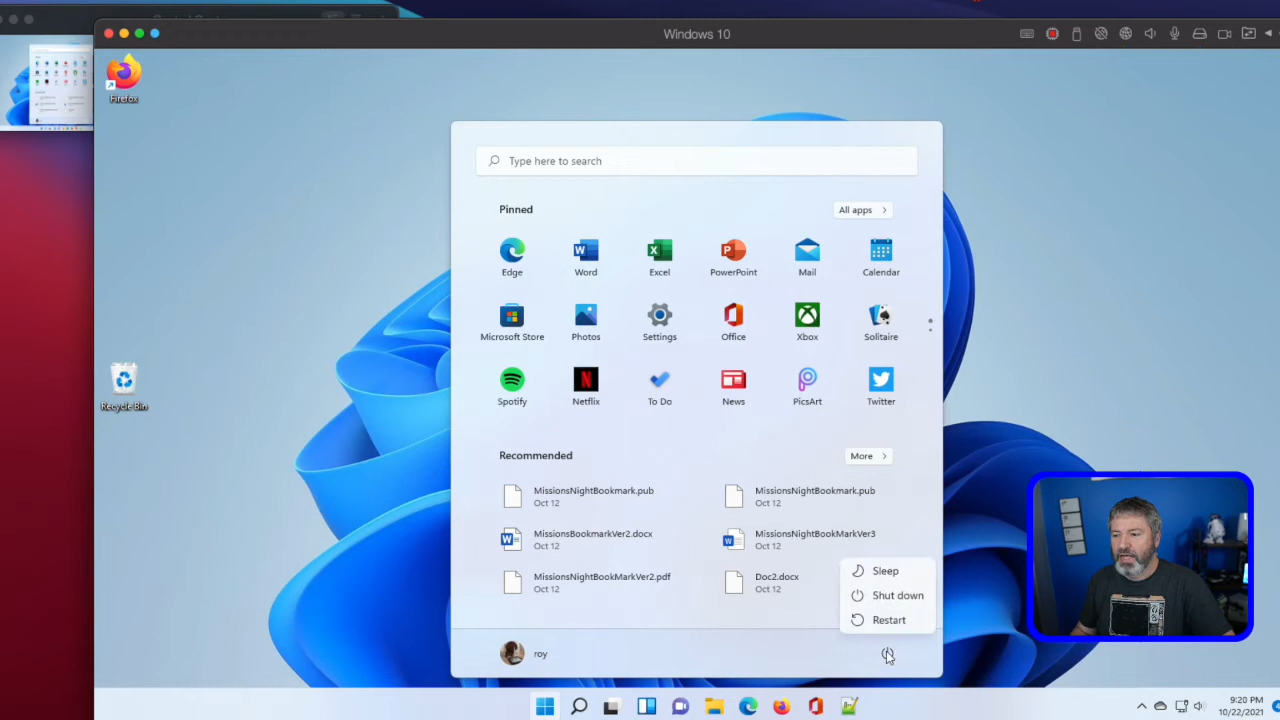 Windows 10
Firefox
Type here to search
Pinned
All apps
Edge
Word
Excel
PowerPoint
Mail
Calendar
Microsoft Store
Photos
Settings
Office
Xbox
Solitaire
Spotify
Netflix
To Do
News
PicsArt
Twitter
Recycle Bin
Recommended
More
MissionsNightBookmark.pub
Oct 12
MissionsNightBookmark.pub
Oct 12
MissionsBookmarkVer2.docx
Oct 12
MissionsNightBookMarkVer3
Oct 12
MissionsNightBookMarkVer2.pdf
Oct 12
Doc2.docx
Oct 12
Sleep
Shut down
Restart
roy
9:20 PM
10/22/2021